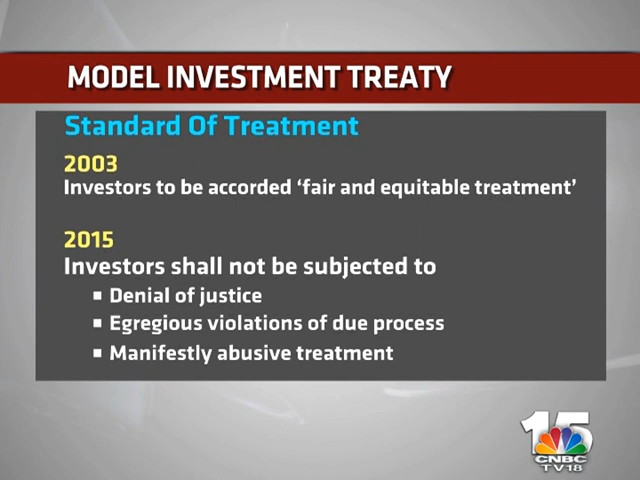 MODEL INVESTMENT TREATY
Standard Of Treatment
2003
Investors to be accorded ‘fair and equitable treatment’
2015
Investors shall not be subjected to
▪ Denial of justice
▪ Egregious violations of due process
▪ Manifestly abusive treatment
15
CNBC
TV18